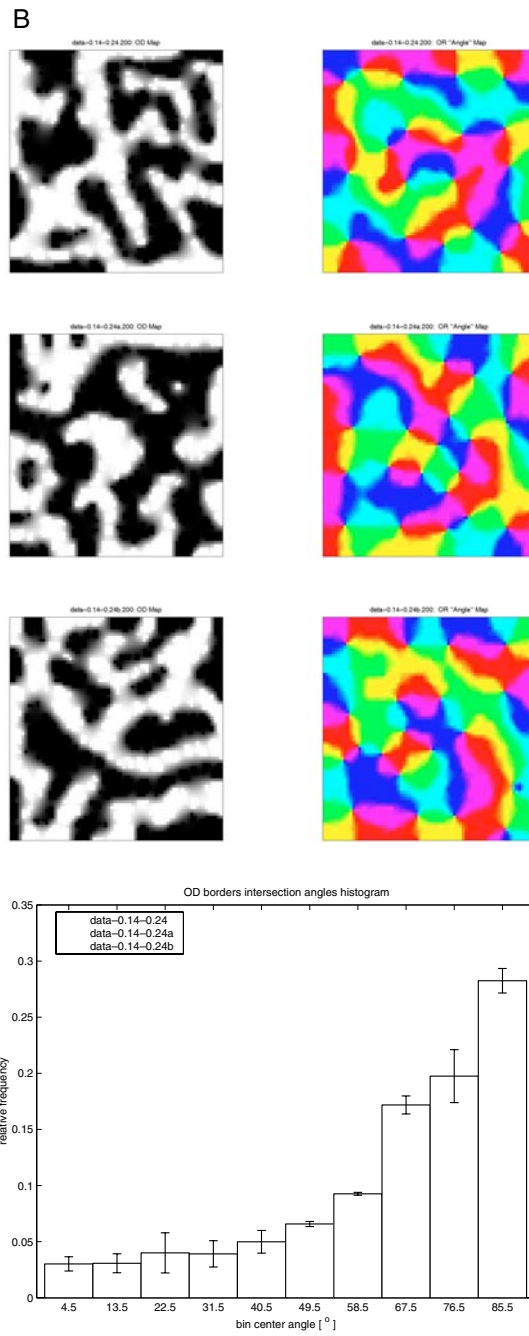 B
data-0.14-0.24.200: OD Map
data-0.14-0.24.200: OR "Angle" Map
data-0.14-0.24a.200: OD Map
data-0.14-0.24a.200: OR "Angle" Map
data-0.14-0.24b.200: OD Map
data-0.14-0.24b.200: OR "Angle" Map
OD borders intersection angles histogram
data-0.14-0.24
data-0.14-0.24a
data-0.14-0.24b
0.35
0.3
0.25
0.2
0.15
0.1
0.05
0
relative frequency
4.5 13.5 22.5 31.5 40.5 49.5 58.5 67.5 76.5 85.5
bin center angle [ ° ]